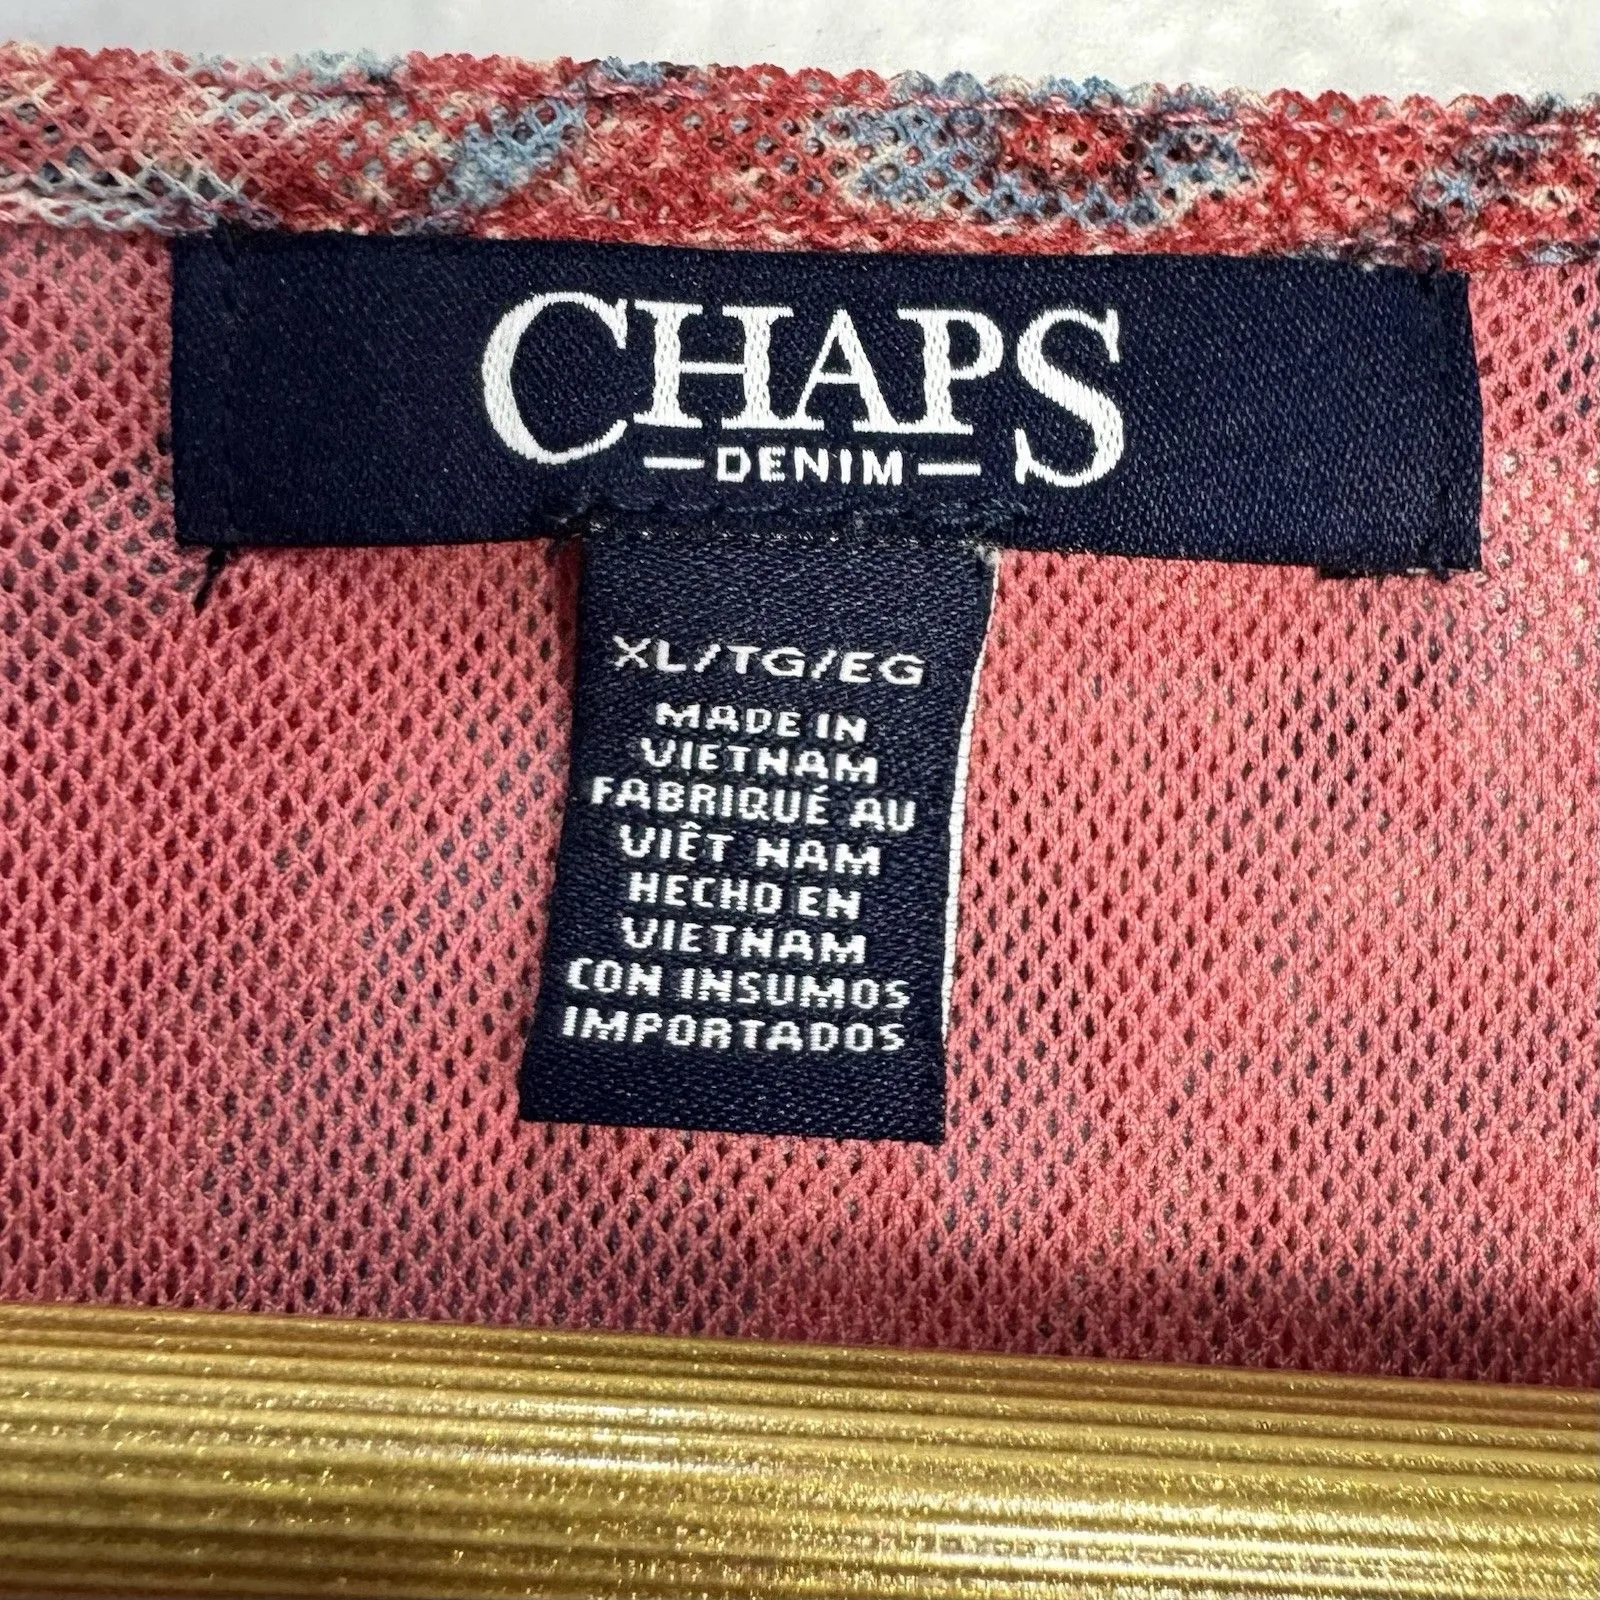 CHAPS
DENIM
XL/TG/EG
MADE IN
VIETNAM
FABRIQUÉ AU
VIÊT NAM
HECHO EN
VIETNAM
CON INSUMOS
IMPORTADOS